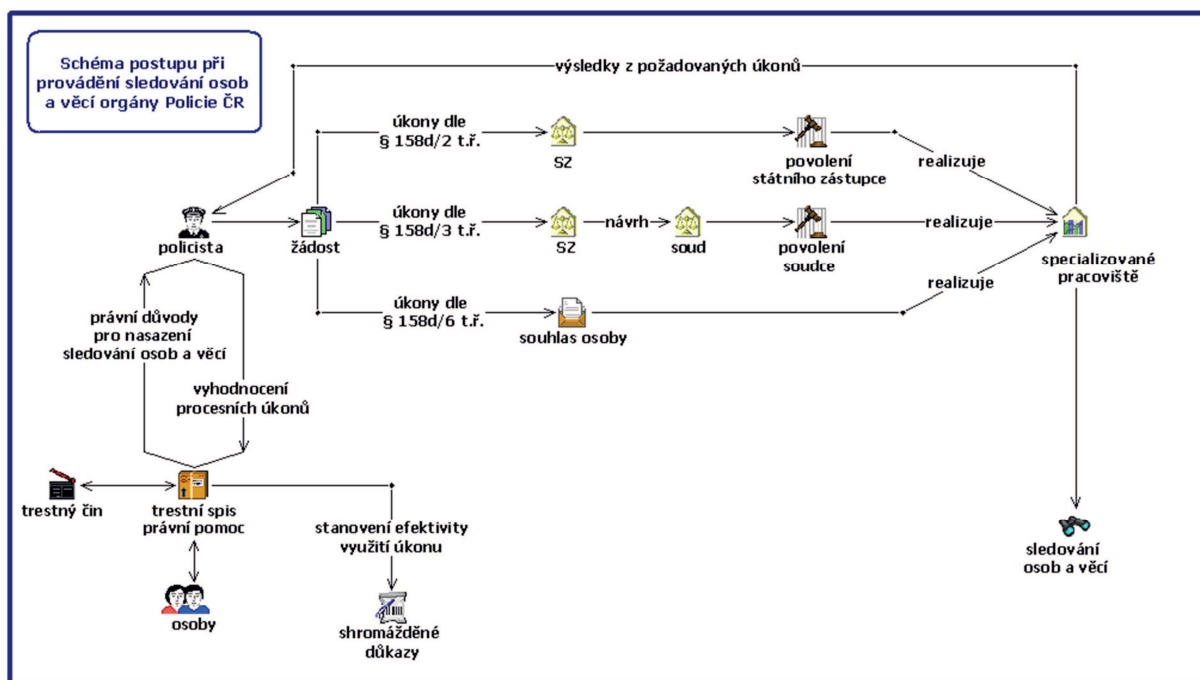 Schéma postupu při
provádění sledování osob
a věcí orgány Policie ČR
výsledky z požadovaných úkonů
úkony dle
§ 158d/2 t.ř.
SZ
povolení
státního zástupce
realizuje
policista
žádost
úkony dle
§ 158d/3 t.ř.
SZ
návrh
soud
povolení
soudce
realizuje
specializované
pracoviště
úkony dle
§ 158d/6 t.ř.
souhlas osoby
realizuje
právní důvody
pro nasazení
sledování osob a věcí
vyhodnocení
procesních úkonů
trestný čin
trestní spis
právní pomoc
stanovení efektivity
využití úkonu
sledování
osob a věcí
osoby
shromážděné
důkazy